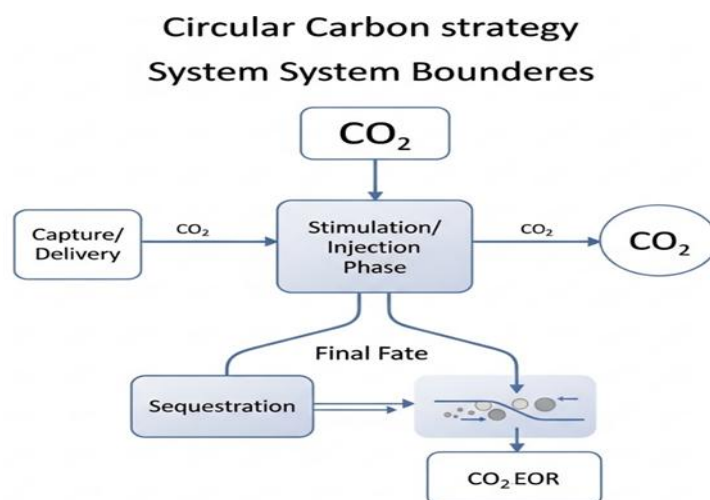 Circular Carbon strategy
System System Bounderes
CO₂
Capture/
Delivery
CO₂
Stimulation/
Injection
Phase
CO₂
CO₂
Final Fate
Sequestration
CO₂ EOR